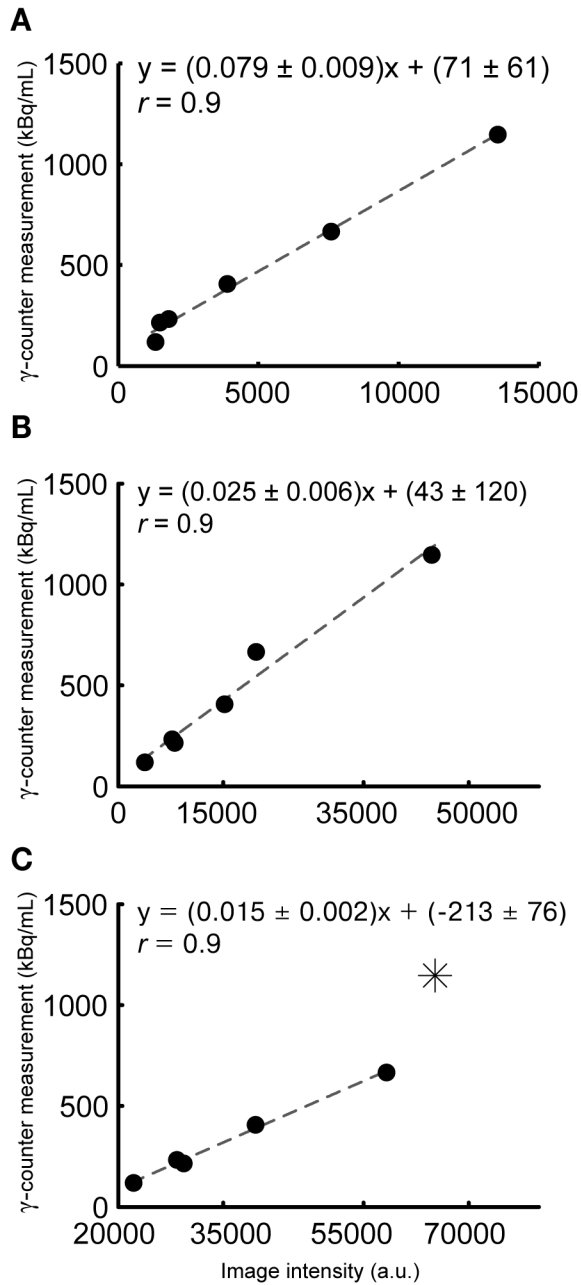 A
y = (0.079 ± 0.009)x + (71 ± 61)
r = 0.9
γ-counter measurement (kBq/mL)
1500
1000
500
0
0 5000 10000 15000
B
y = (0.025 ± 0.006)x + (43 ± 120)
r = 0.9
γ-counter measurement (kBq/mL)
1500
1000
500
0
0 15000 35000 50000
C
y = (0.015 ± 0.002)x + (-213 ± 76)
r = 0.9
γ-counter measurement (kBq/mL)
1500
1000
500
0
20000 35000 55000 70000
Image intensity (a.u.)